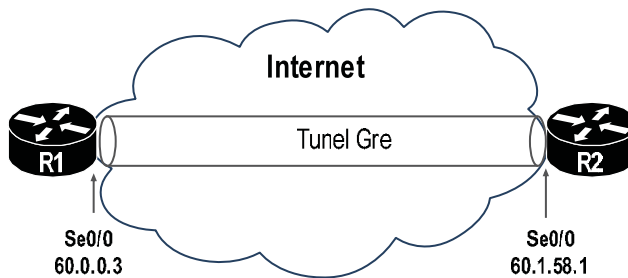 Internet
Tunel Gre
R1
R2
Se0/0
60.0.0.3
Se0/0
60.1.58.1